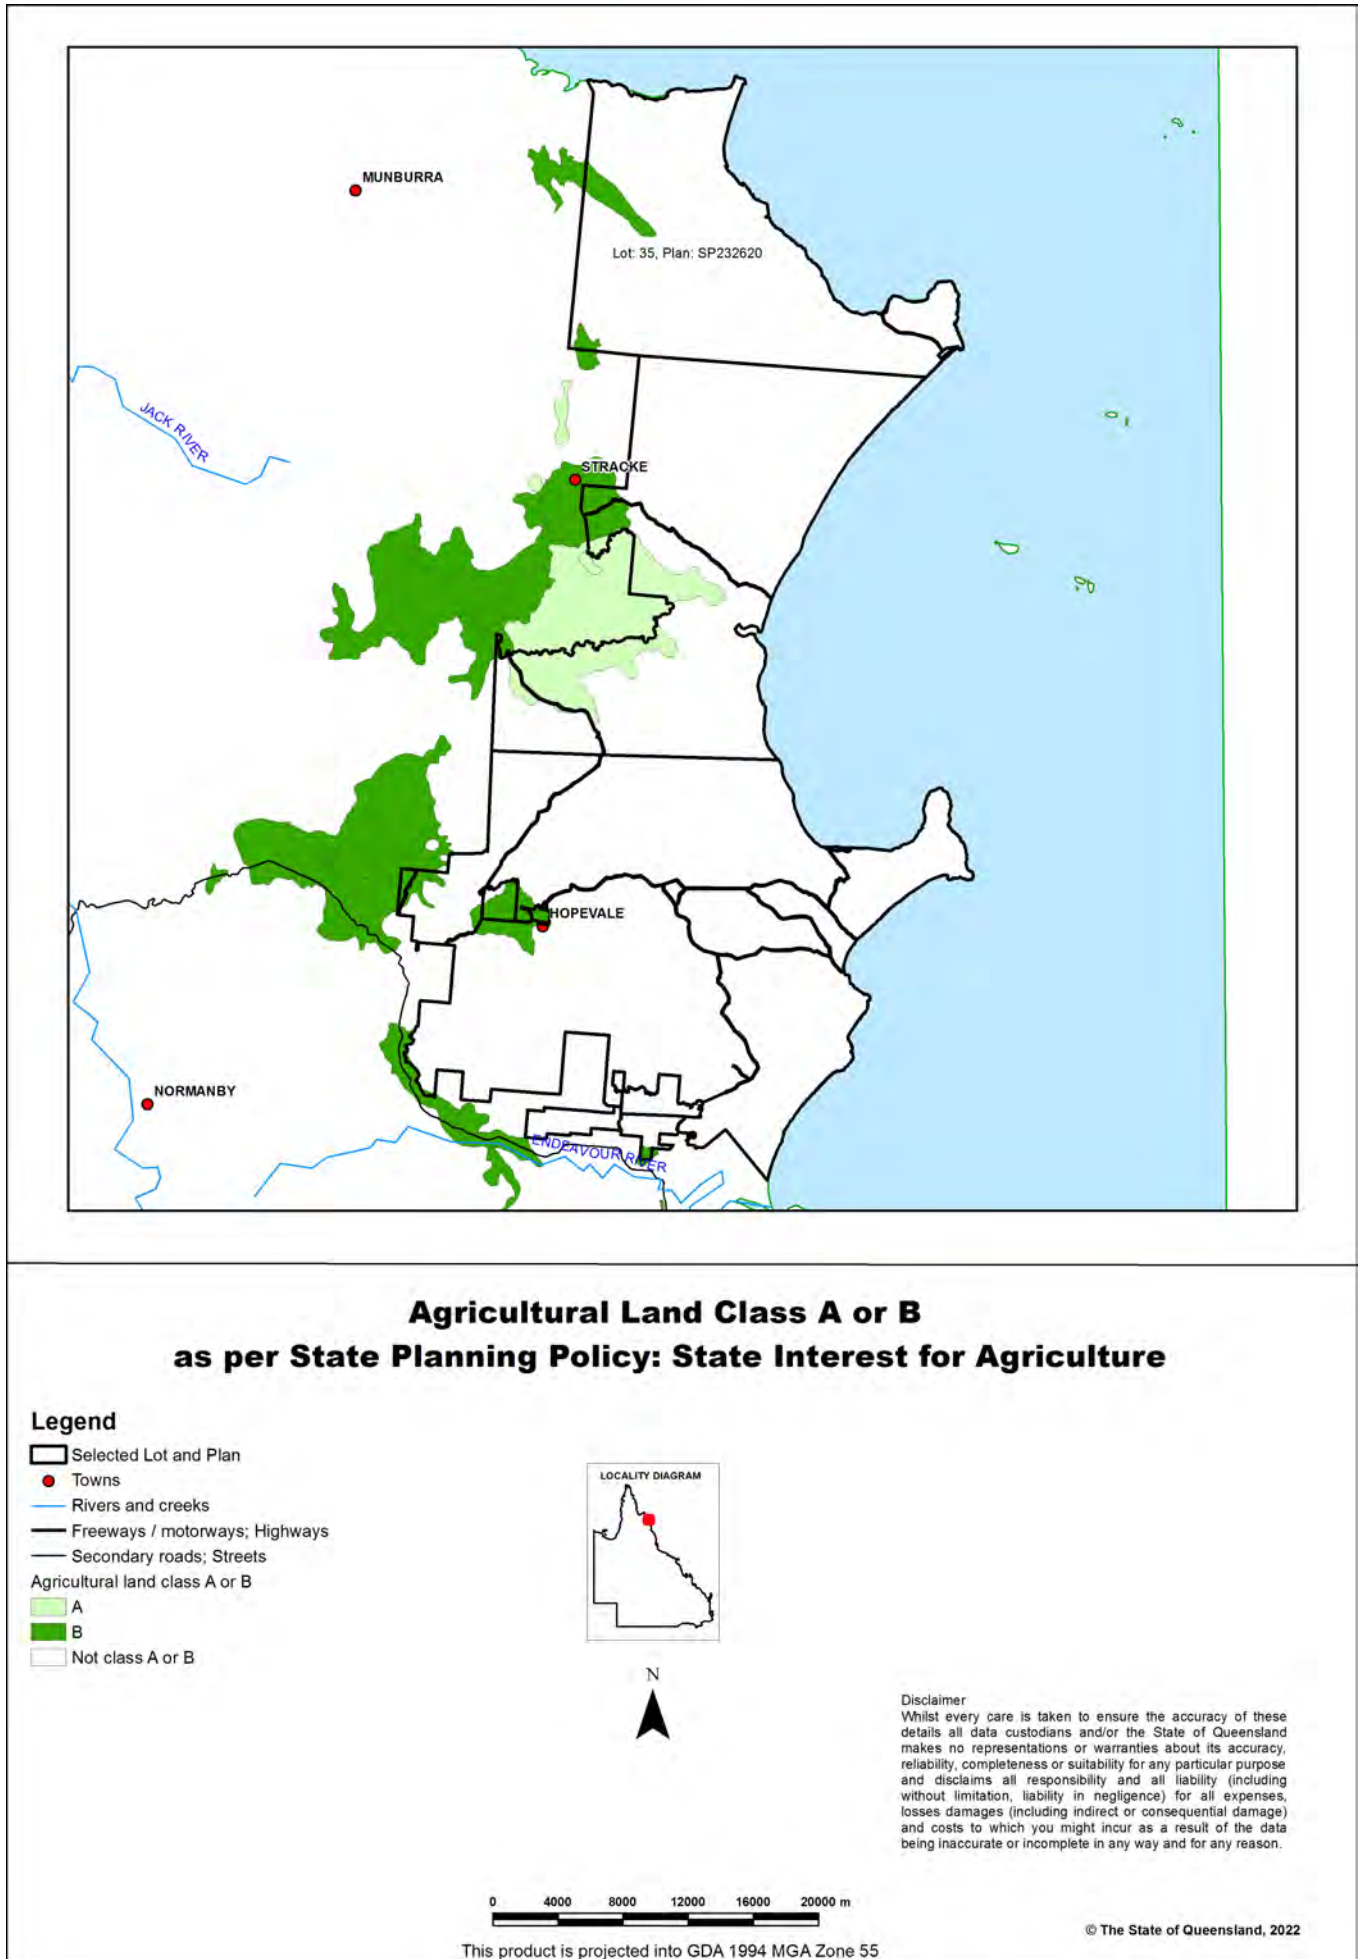 MUNBURRA
Lot: 35, Plan: SP232620
JACK RIVER
STRACKE
HOPEVALE
NORMANBY
ENDEAVOUR RIVER
Agricultural Land Class A or B
as per State Planning Policy: State Interest for Agriculture
Legend
Selected Lot and Plan
Towns
Rivers and creeks
Freeways / motorways; Highways
Secondary roads; Streets
Agricultural land class A or B
A
B
Not class A or B
LOCALITY DIAGRAM
N
Disclaimer
Whilst every care is taken to ensure the accuracy of these
details all data custodians and/or the State of Queensland
makes no representations or warranties about its accuracy,
reliability, completeness or suitability for any particular purpose
and disclaims all responsibility and all liability (including
without limitation, liability in negligence) for all expenses,
losses damages (including indirect or consequential damage)
and costs to which you might incur as a result of the data
being inaccurate or incomplete in any way and for any reason.
0 4000 8000 12000 16000 20000 m
© The State of Queensland, 2022
This product is projected into GDA 1994 MGA Zone 55